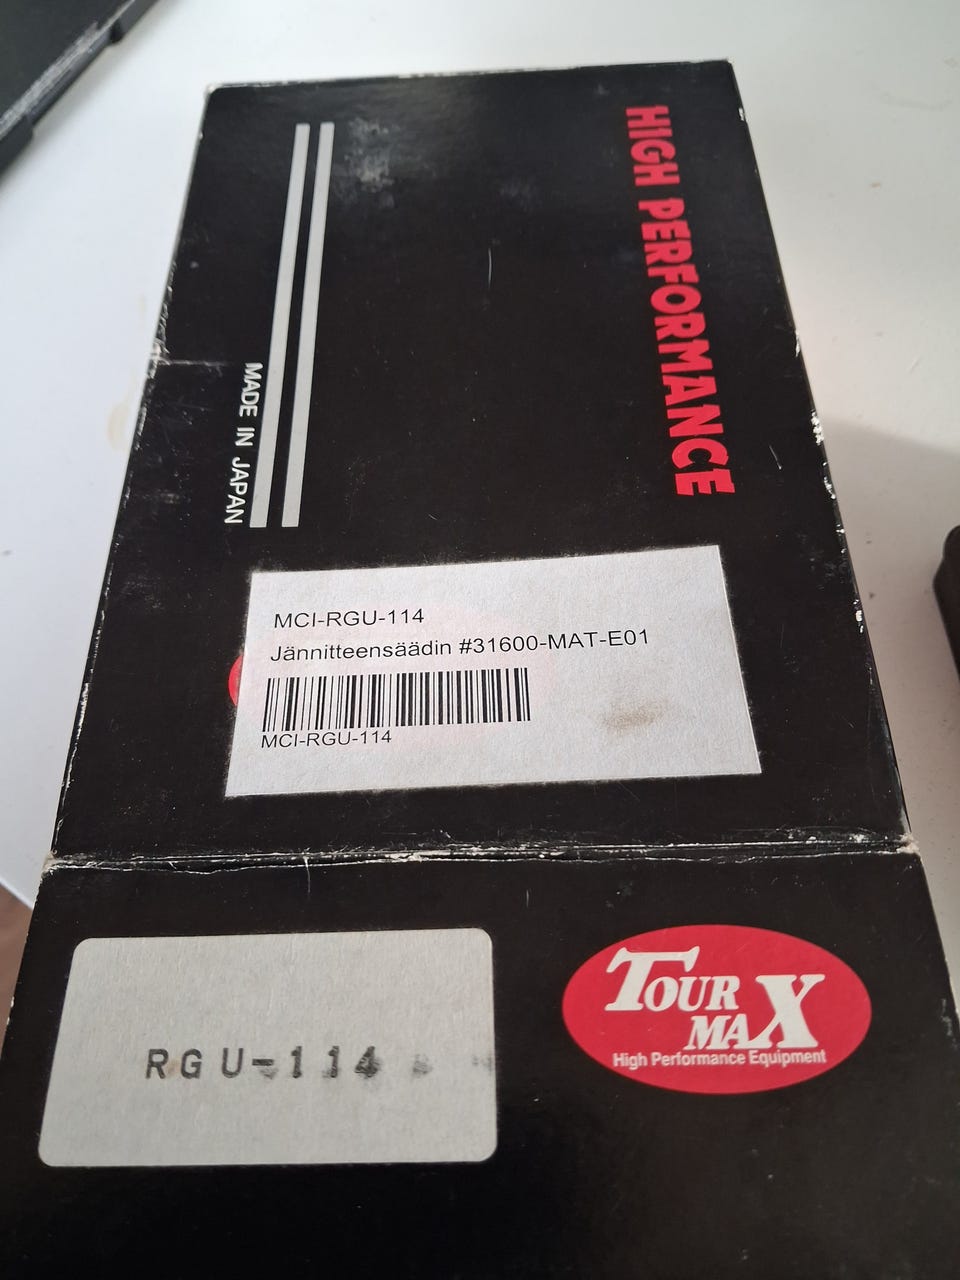 HIGH PERFORMANCE
MADE IN JAPAN
MCI-RGU-114
Jännitteensäädin #31600-MAT-E01
MCI-RGU-114
RGU-114
TOUR
MAX
High Performance Equipment